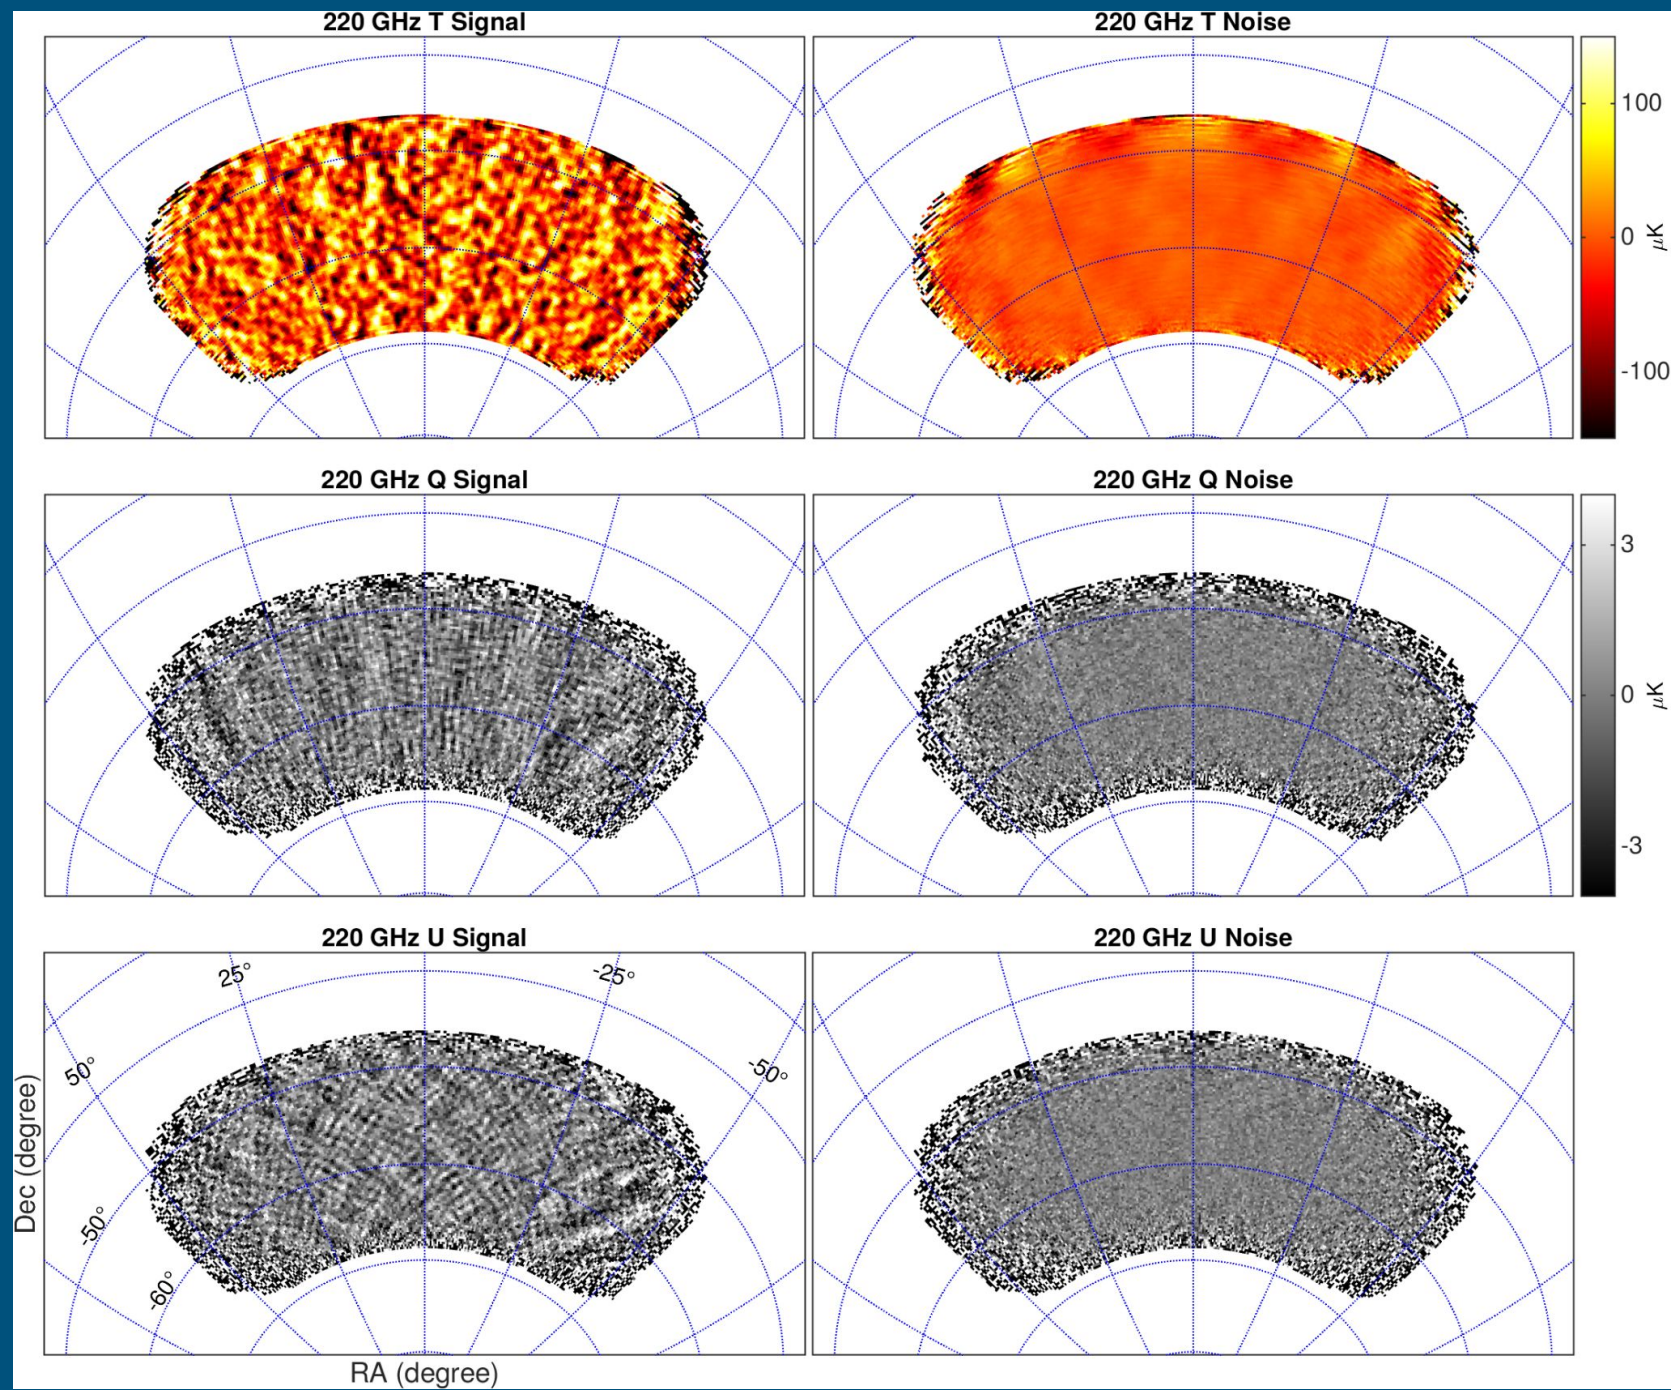 220 GHz T Signal
220 GHz T Noise
100
0
-100
μK
220 GHz Q Signal
220 GHz Q Noise
3
0
-3
μK
220 GHz U Signal
220 GHz U Noise
25°
-25°
50°
-50°
-50°
-60°
Dec (degree)
RA (degree)